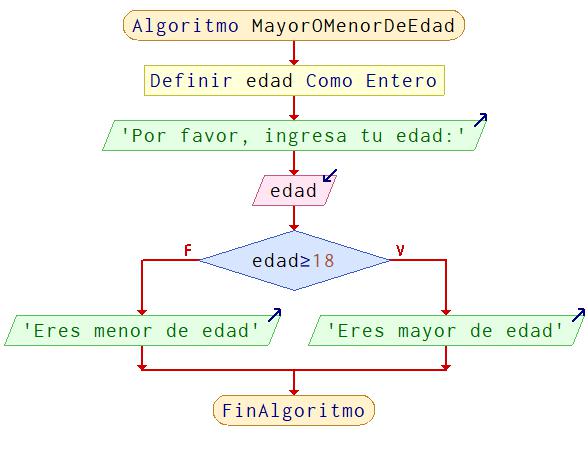 Algoritmo MayorOMenorDeEdad
Definir edad Como Entero
'Por favor, ingresa tu edad:'
edad
edad≥18
F
V
'Eres menor de edad'
'Eres mayor de edad'
FinAlgoritmo